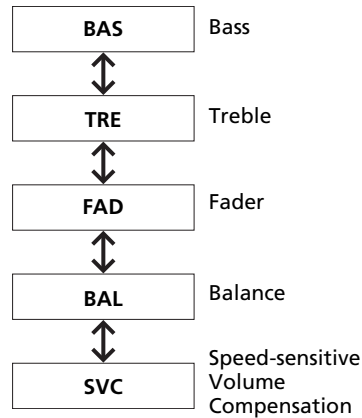 BAS Bass
TRE Treble
FAD Fader
BAL Balance
SVC Speed-sensitive
Volume
Compensation